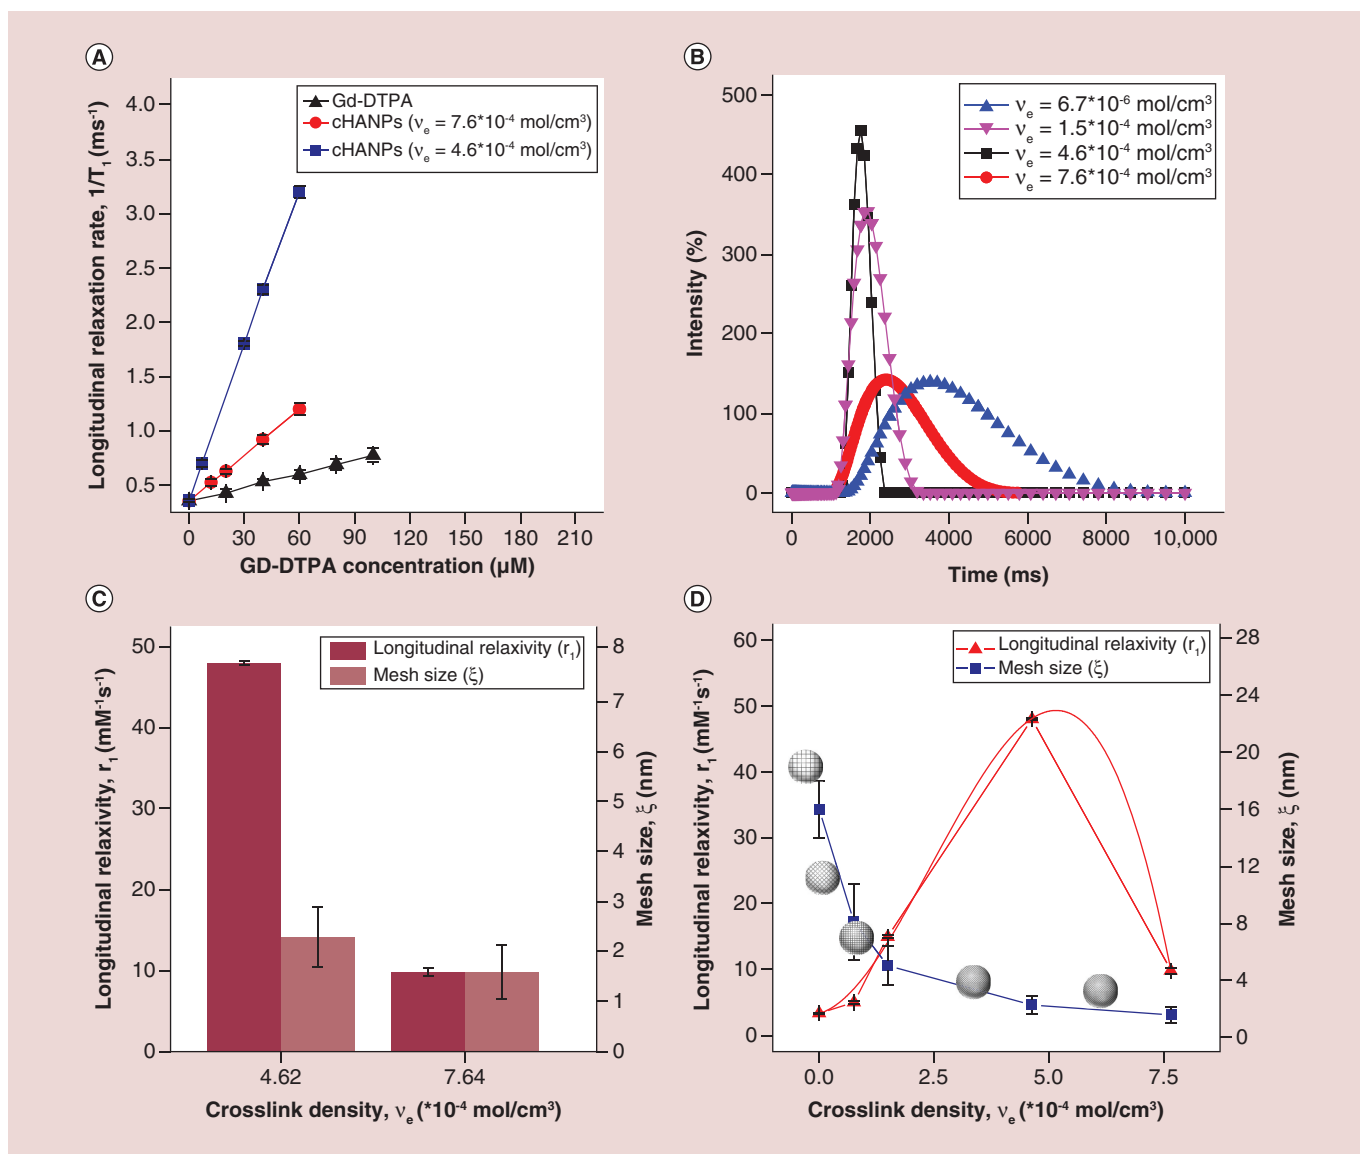 A
Longitudinal relaxation rate, 1/T1 (ms-1)
4.0
3.5
3.0
2.5
2.0
1.5
1.0
0.5
Gd-DTPA
cHANPs (νe = 7.6*10-4 mol/cm3)
cHANPs (νe = 4.6*10-4 mol/cm3)
0 30 60 90 120 150 180 210
GD-DTPA concentration (µM)
B
Intensity (%)
500
400
300
200
100
0
νe = 6.7*10-6 mol/cm3
νe = 1.5*10-4 mol/cm3
νe = 4.6*10-4 mol/cm3
νe = 7.6*10-4 mol/cm3
0 2000 4000 6000 8000 10,000
Time (ms)
C
Longitudinal relaxivity, r1 (mM-1s-1)
50
40
30
20
10
0
Longitudinal relaxivity (r1)
Mesh size (ξ)
8
7
6
5
4
3
2
1
0
Mesh size, ξ (nm)
4.62 7.64
Crosslink density, νe (*10-4 mol/cm3)
D
Longitudinal relaxivity, r1 (mM-1s-1)
60
50
40
30
20
10
0
Longitudinal relaxivity (r1)
Mesh size (ξ)
28
24
20
16
12
8
4
0
Mesh size, ξ (nm)
0.0 2.5 5.0 7.5
Crosslink density, νe (*10-4 mol/cm3)